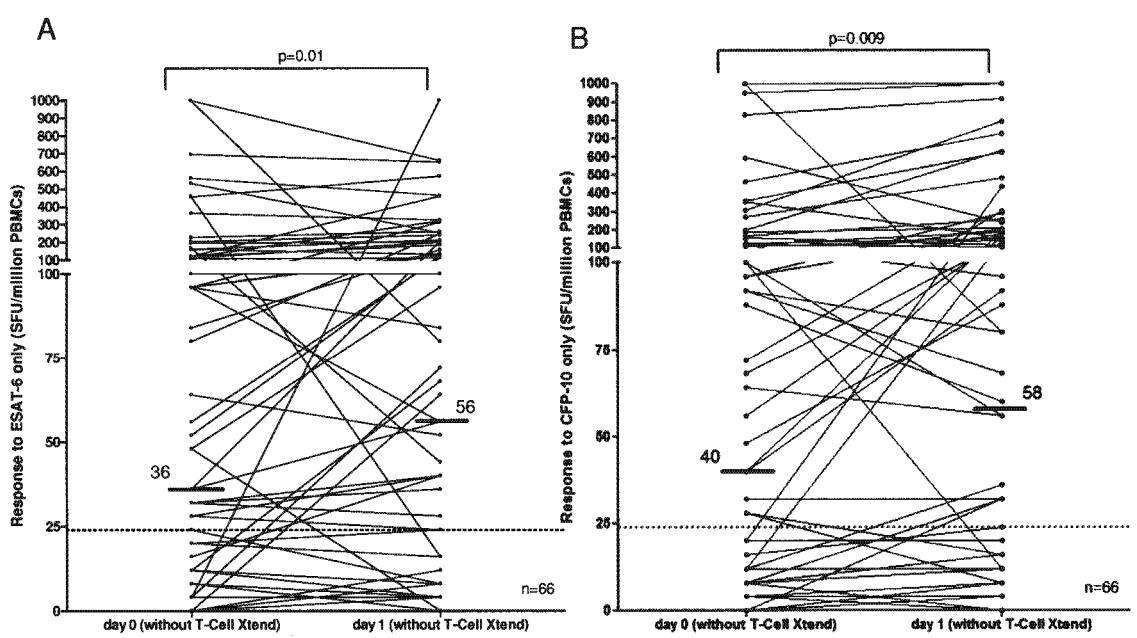 A
p=0.01
Response to ESAT-6 only (SFU/million PBMCs)
1000
900
800
700
600
500
400
300
200
100
100
75
50
25
0
36
56
n=66
day 0 (without T-Cell Xtend)
day 1 (without T-Cell Xtend)
B
p=0.009
Response to CFP-10 only (SFU/million PBMCs)
1000
900
800
700
600
500
400
300
200
100
100
75
50
25
0
40
58
n=66
day 0 (without T-Cell Xtend)
day 1 (without T-Cell Xtend)